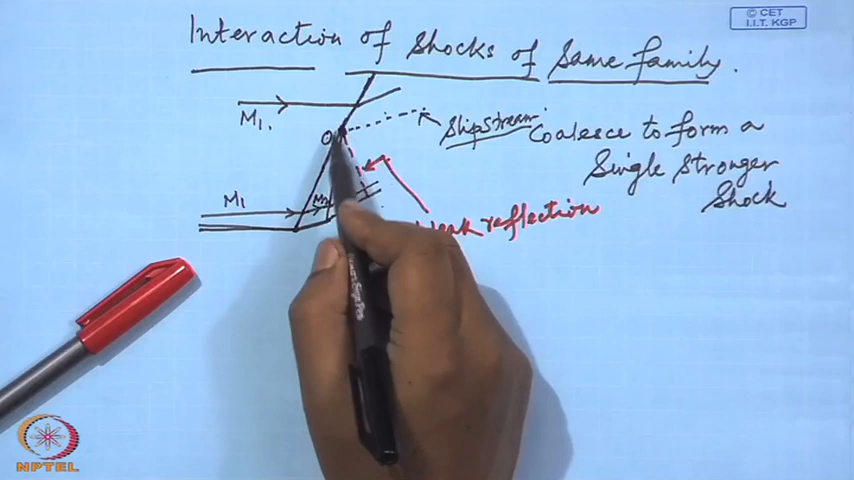 Interaction of Shocks of Same family.
© CET
I.I.T. KGP
M1.
O
Slipstream
Coalesce to form a
Single Stronger
Shock
M1
reflection
NPTEL